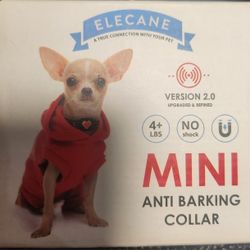 ELECANE
A TRUE CONNECTION WITH YOUR PET
VERSION 2.0
UPGRADED & REFINED
4+
LBS
NO
shock
MINI
ANTI BARKING
COLLAR